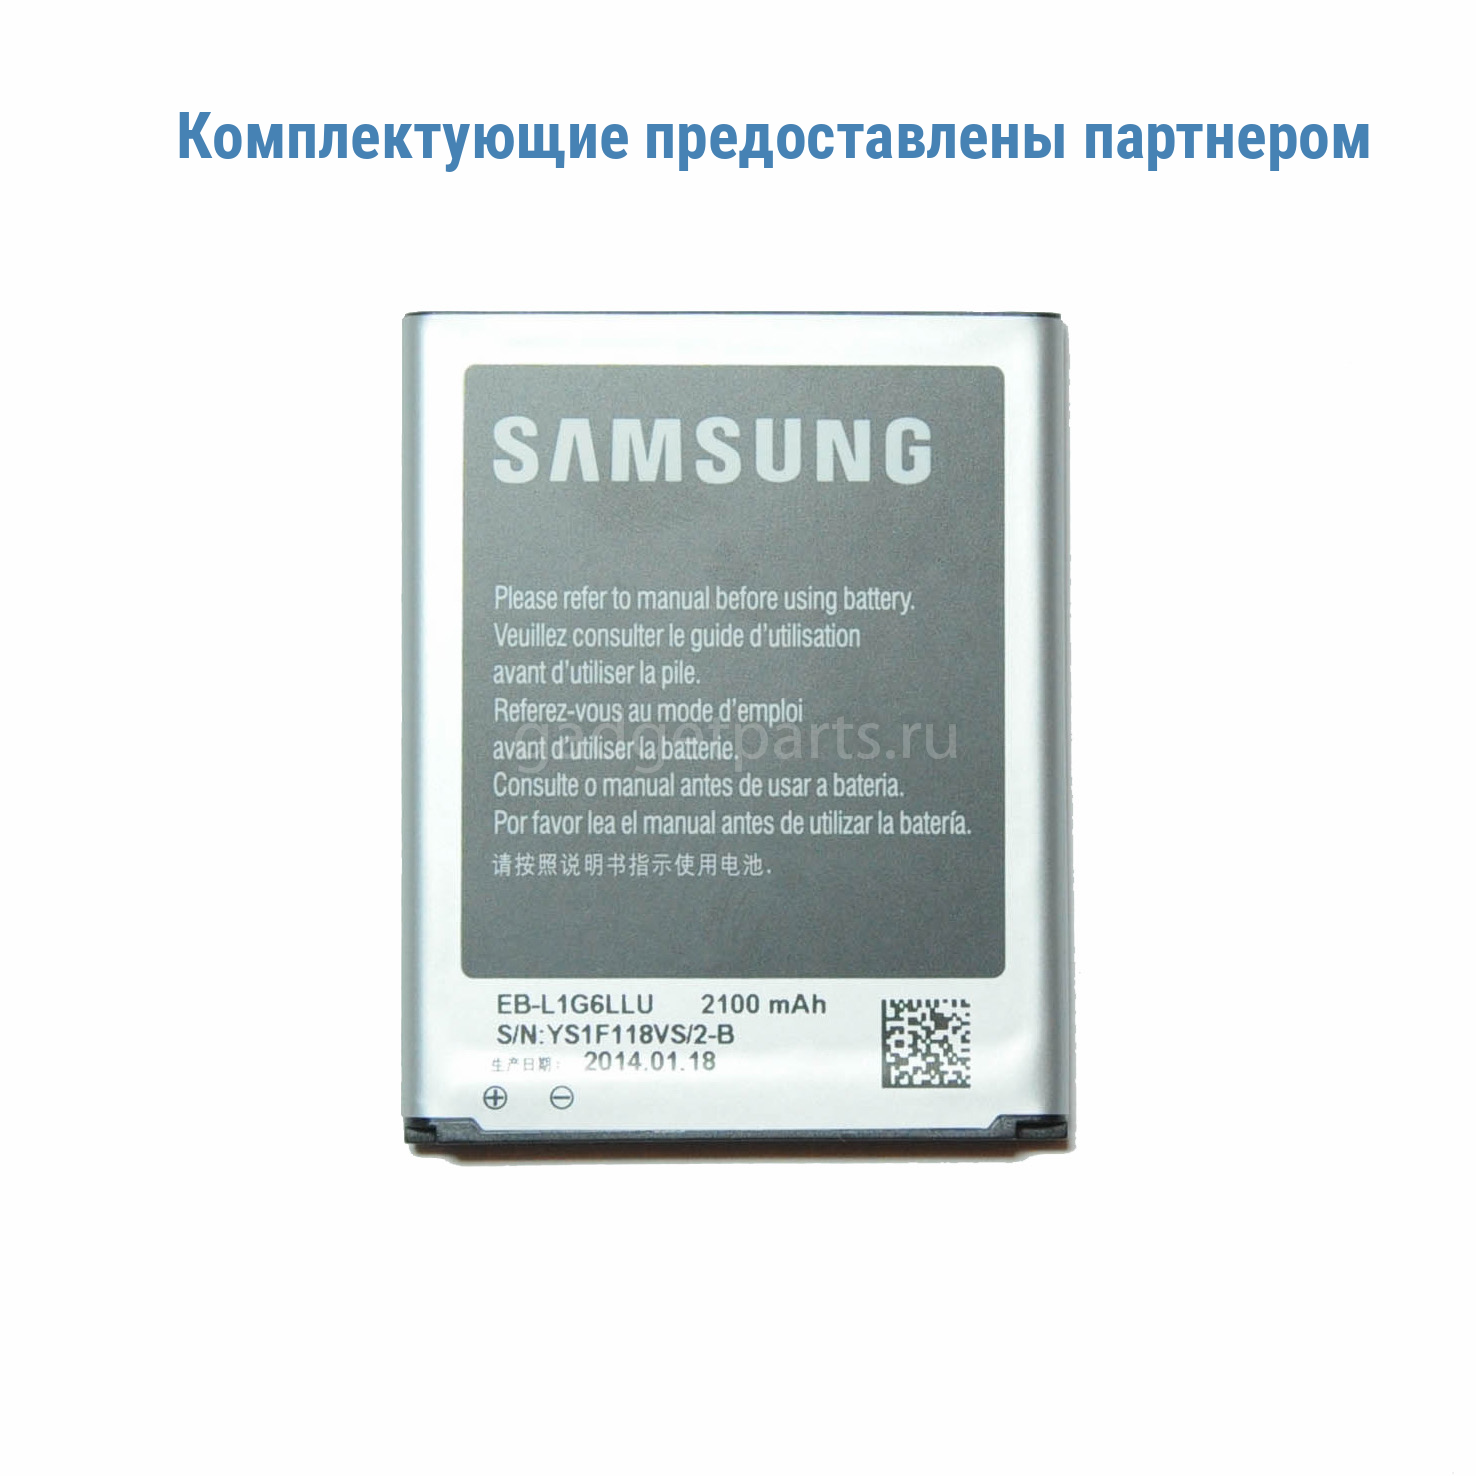 Комплектующие предоставлены партнером
SAMSUNG
Please refer to manual before using battery.
Veuillez consulter le guide d'utilisation
avant d'utiliser la pile.
Referez-vous au mode d'emploi
gadgetparts.ru
avant d'utiliser la batterie.
Consulte o manual antes de usar a bateria.
Por favor lea el manual antes de utilizar la batería.
请按照说明书指示使用电池.
EB-L1G6LLU 2100 mAh
S/N:YS1F118VS/2-B
生产日期: 2014.01.18